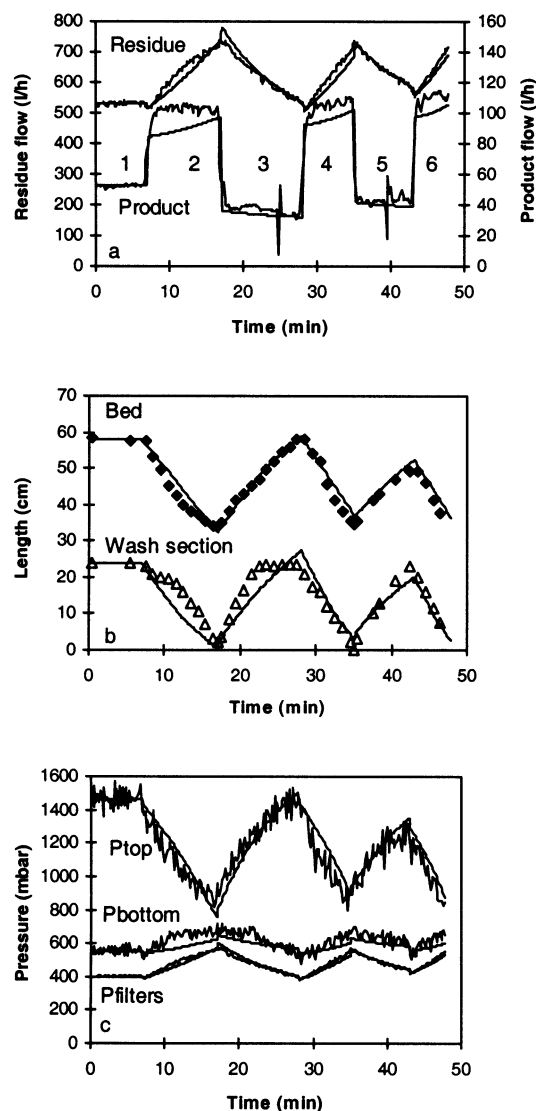 800
700
600
500
400
300
200
100
0
Residue flow (l/h)
Residue
1 2 3 4 5 6
Product
a
160
140
120
100
80
60
40
20
0
Product flow (l/h)
0 10 20 30 40 50
Time (min)
70
60
50
40
30
20
10
0
Length (cm)
Bed
Wash section
b
0 10 20 30 40 50
Time (min)
1600
1400
1200
1000
800
600
400
200
0
Pressure (mbar)
Ptop
Pbottom
Pfilters
c
0 10 20 30 40 50
Time (min)